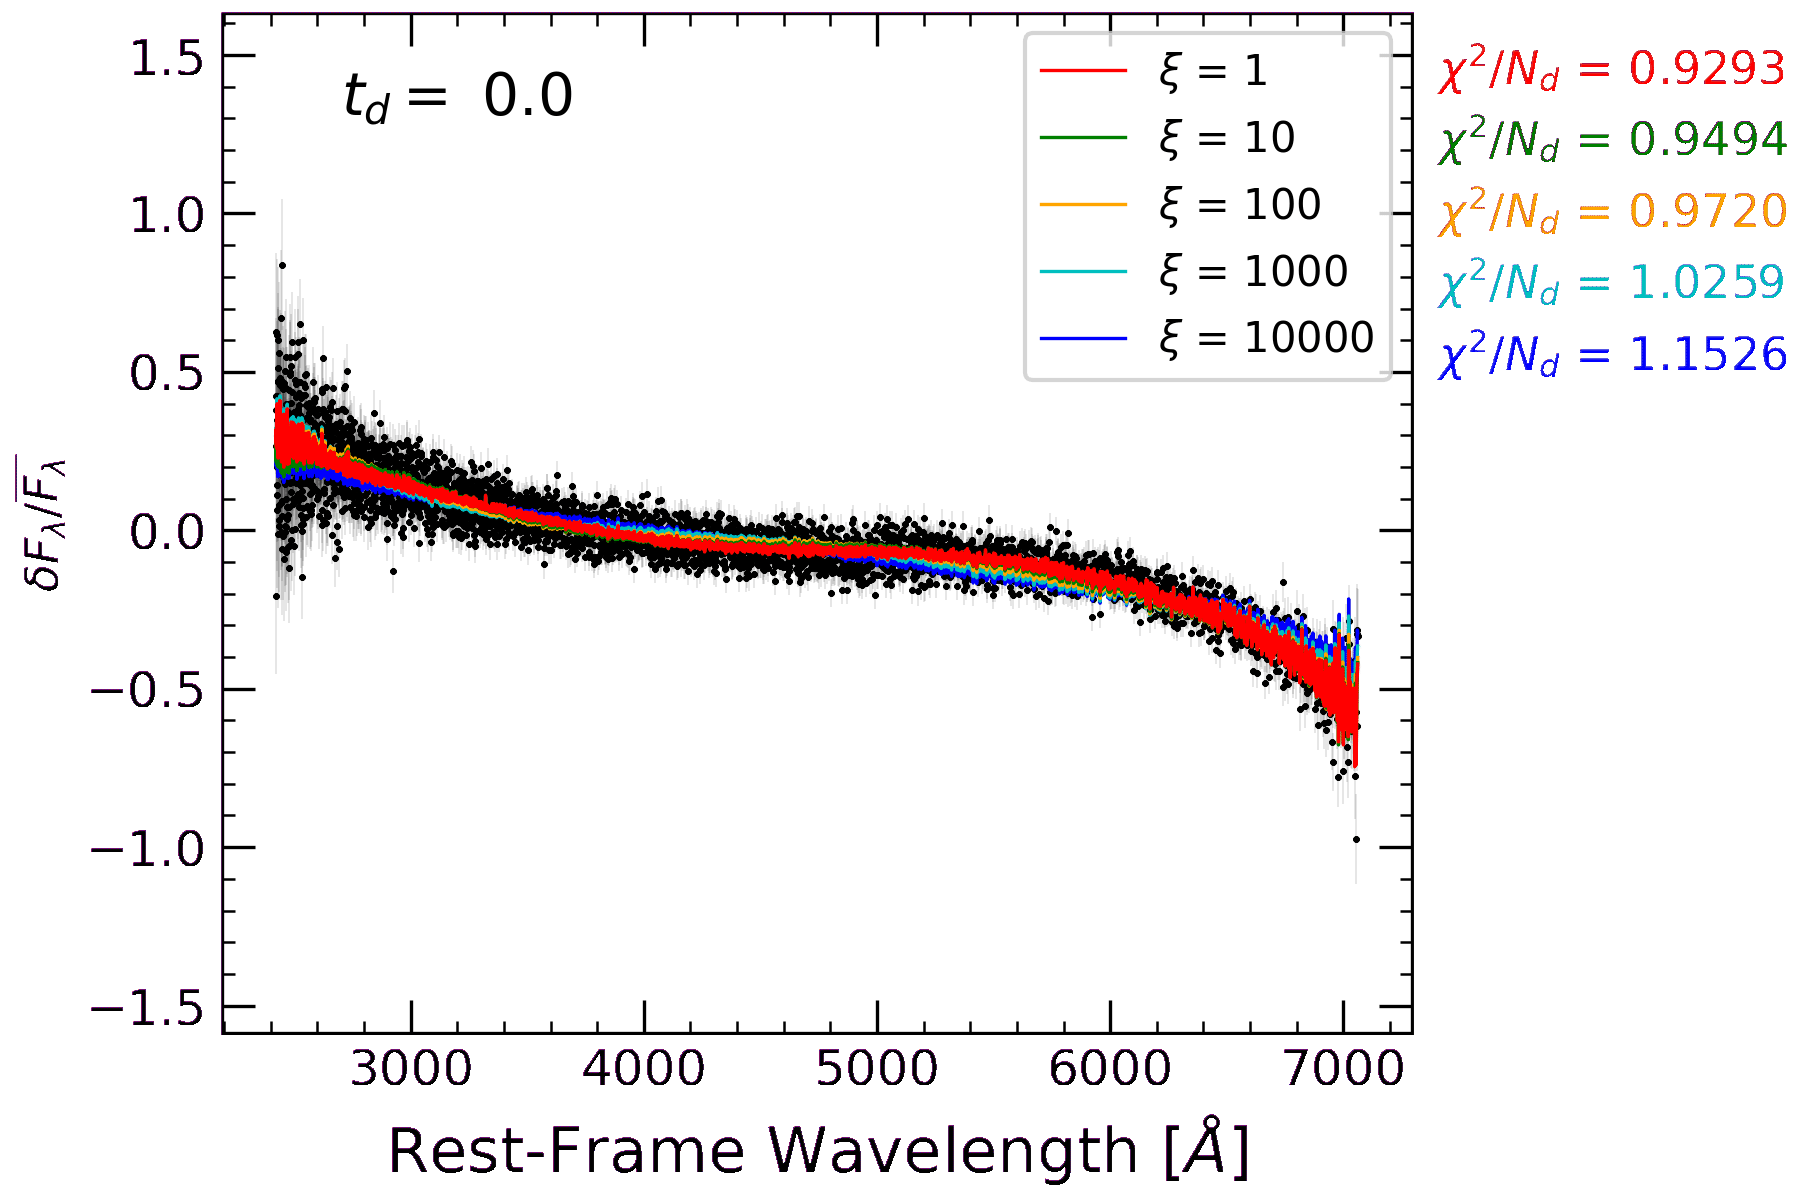 t_d = 0.0
ξ = 1
ξ = 10
ξ = 100
ξ = 1000
ξ = 10000
χ²/N_d = 0.9293
χ²/N_d = 0.9494
χ²/N_d = 0.9720
χ²/N_d = 1.0259
χ²/N_d = 1.1526
1.5
1.0
0.5
0.0
−0.5
−1.0
−1.5
δF_λ/F̅_λ̅
3000 4000 5000 6000 7000
Rest-Frame Wavelength [Å]